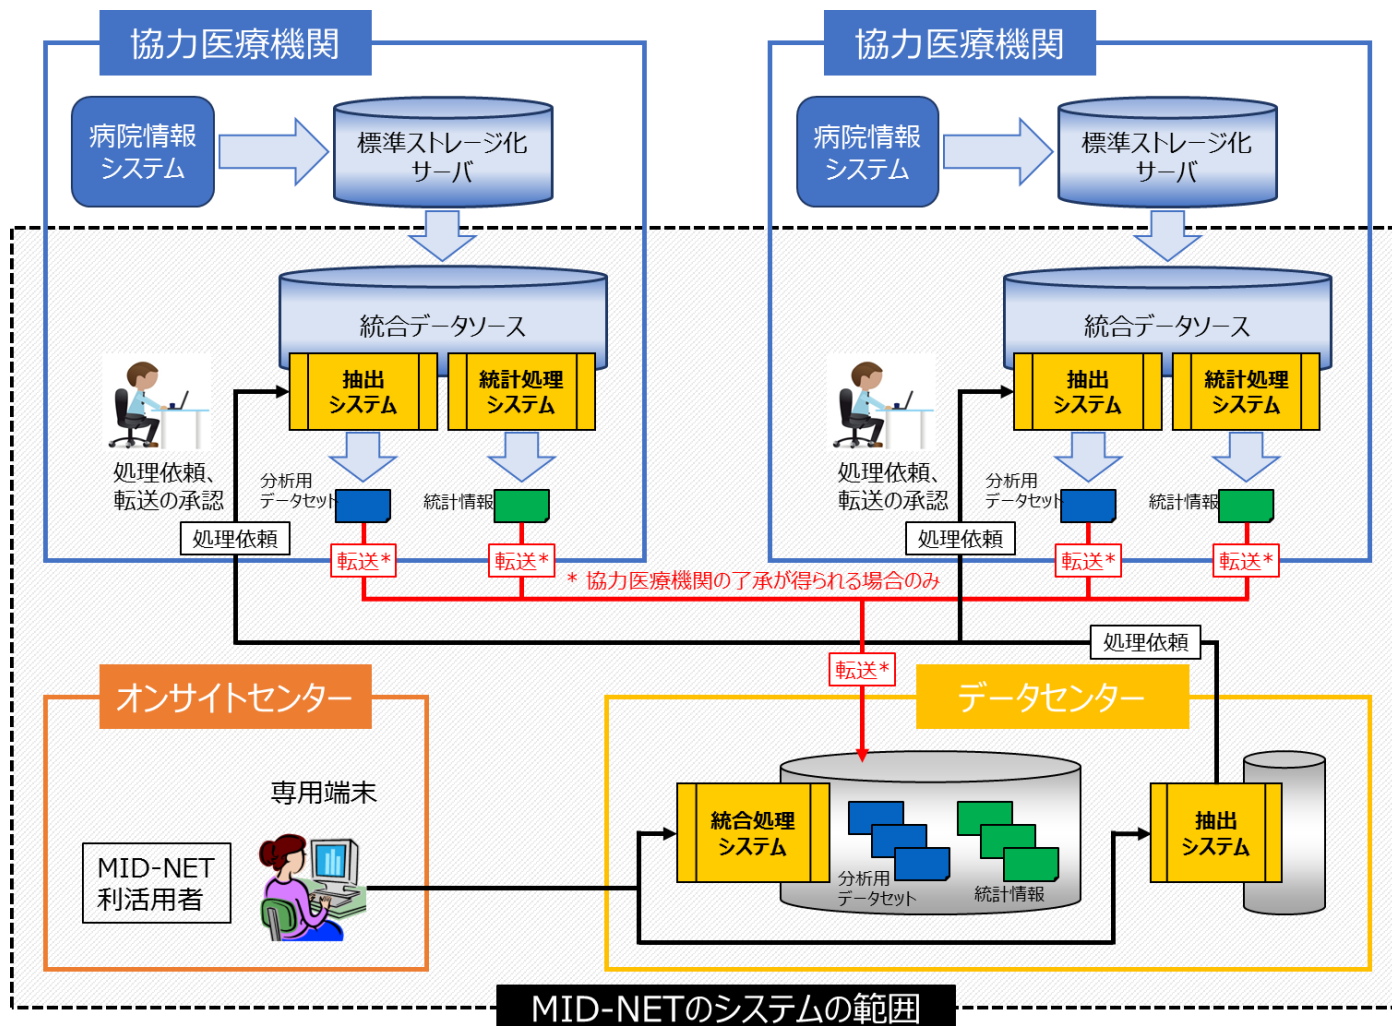 協力医療機関
協力医療機関
病院情報
システム
標準ストレージ化
サーバ
病院情報
システム
標準ストレージ化
サーバ
統合データソース
抽出
システム
統計処理
システム
処理依頼、
転送の承認
分析用
データセット
統計情報
処理依頼
転送*
転送*
統合データソース
抽出
システム
統計処理
システム
処理依頼、
転送の承認
分析用
データセット
統計情報
処理依頼
転送*
転送*
* 協力医療機関の了承が得られる場合のみ
処理依頼
転送*
オンサイトセンター
データセンター
専用端末
MID-NET
利活用者
統合処理
システム
分析用
データセット
統計情報
抽出
システム
MID-NETのシステムの範囲